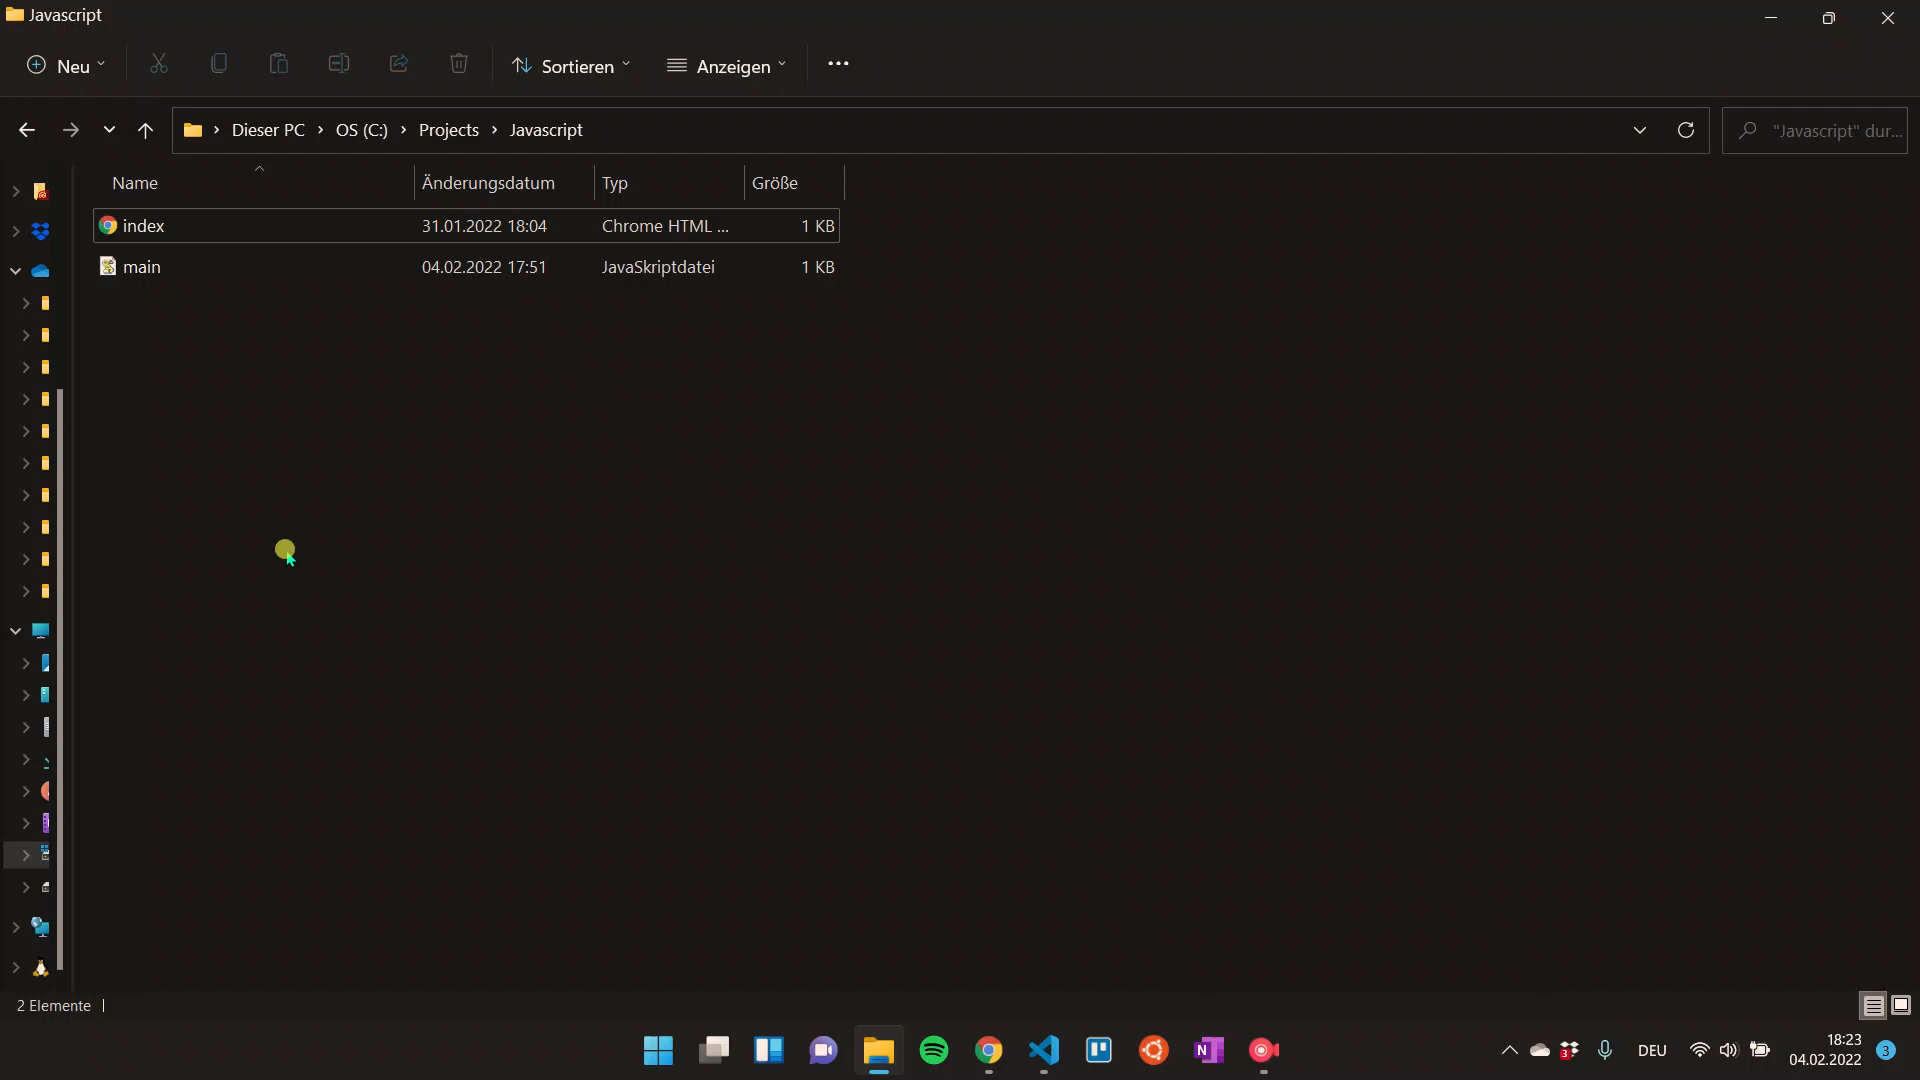 Javascript
Neu
Sortieren
Anzeigen
Dieser PC
OS (C:)
Projects
Javascript
"Javascript" dur...
Name
Änderungsdatum
Typ
Größe
index
31.01.2022 18:04
Chrome HTML ...
1 KB
main
04.02.2022 17:51
JavaSkriptdatei
1 KB
2 Elemente
N
3
DEU
18:23
04.02.2022
3